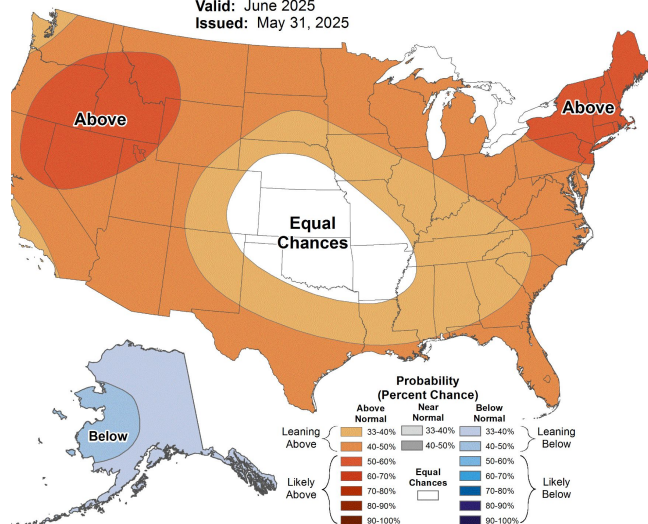 Valid: June 2025
Issued: May 31, 2025
Above
Above
Equal
Chances
Below
Probability
(Percent Chance)
Above
Normal
Near
Normal
Below
Normal
Leaning
Above
33-40%
40-50%
33-40%
40-50%
33-40%
40-50%
Leaning
Below
Likely
Above
50-60%
60-70%
70-80%
80-90%
90-100%
Equal
Chances
50-60%
60-70%
70-80%
80-90%
90-100%
Likely
Below